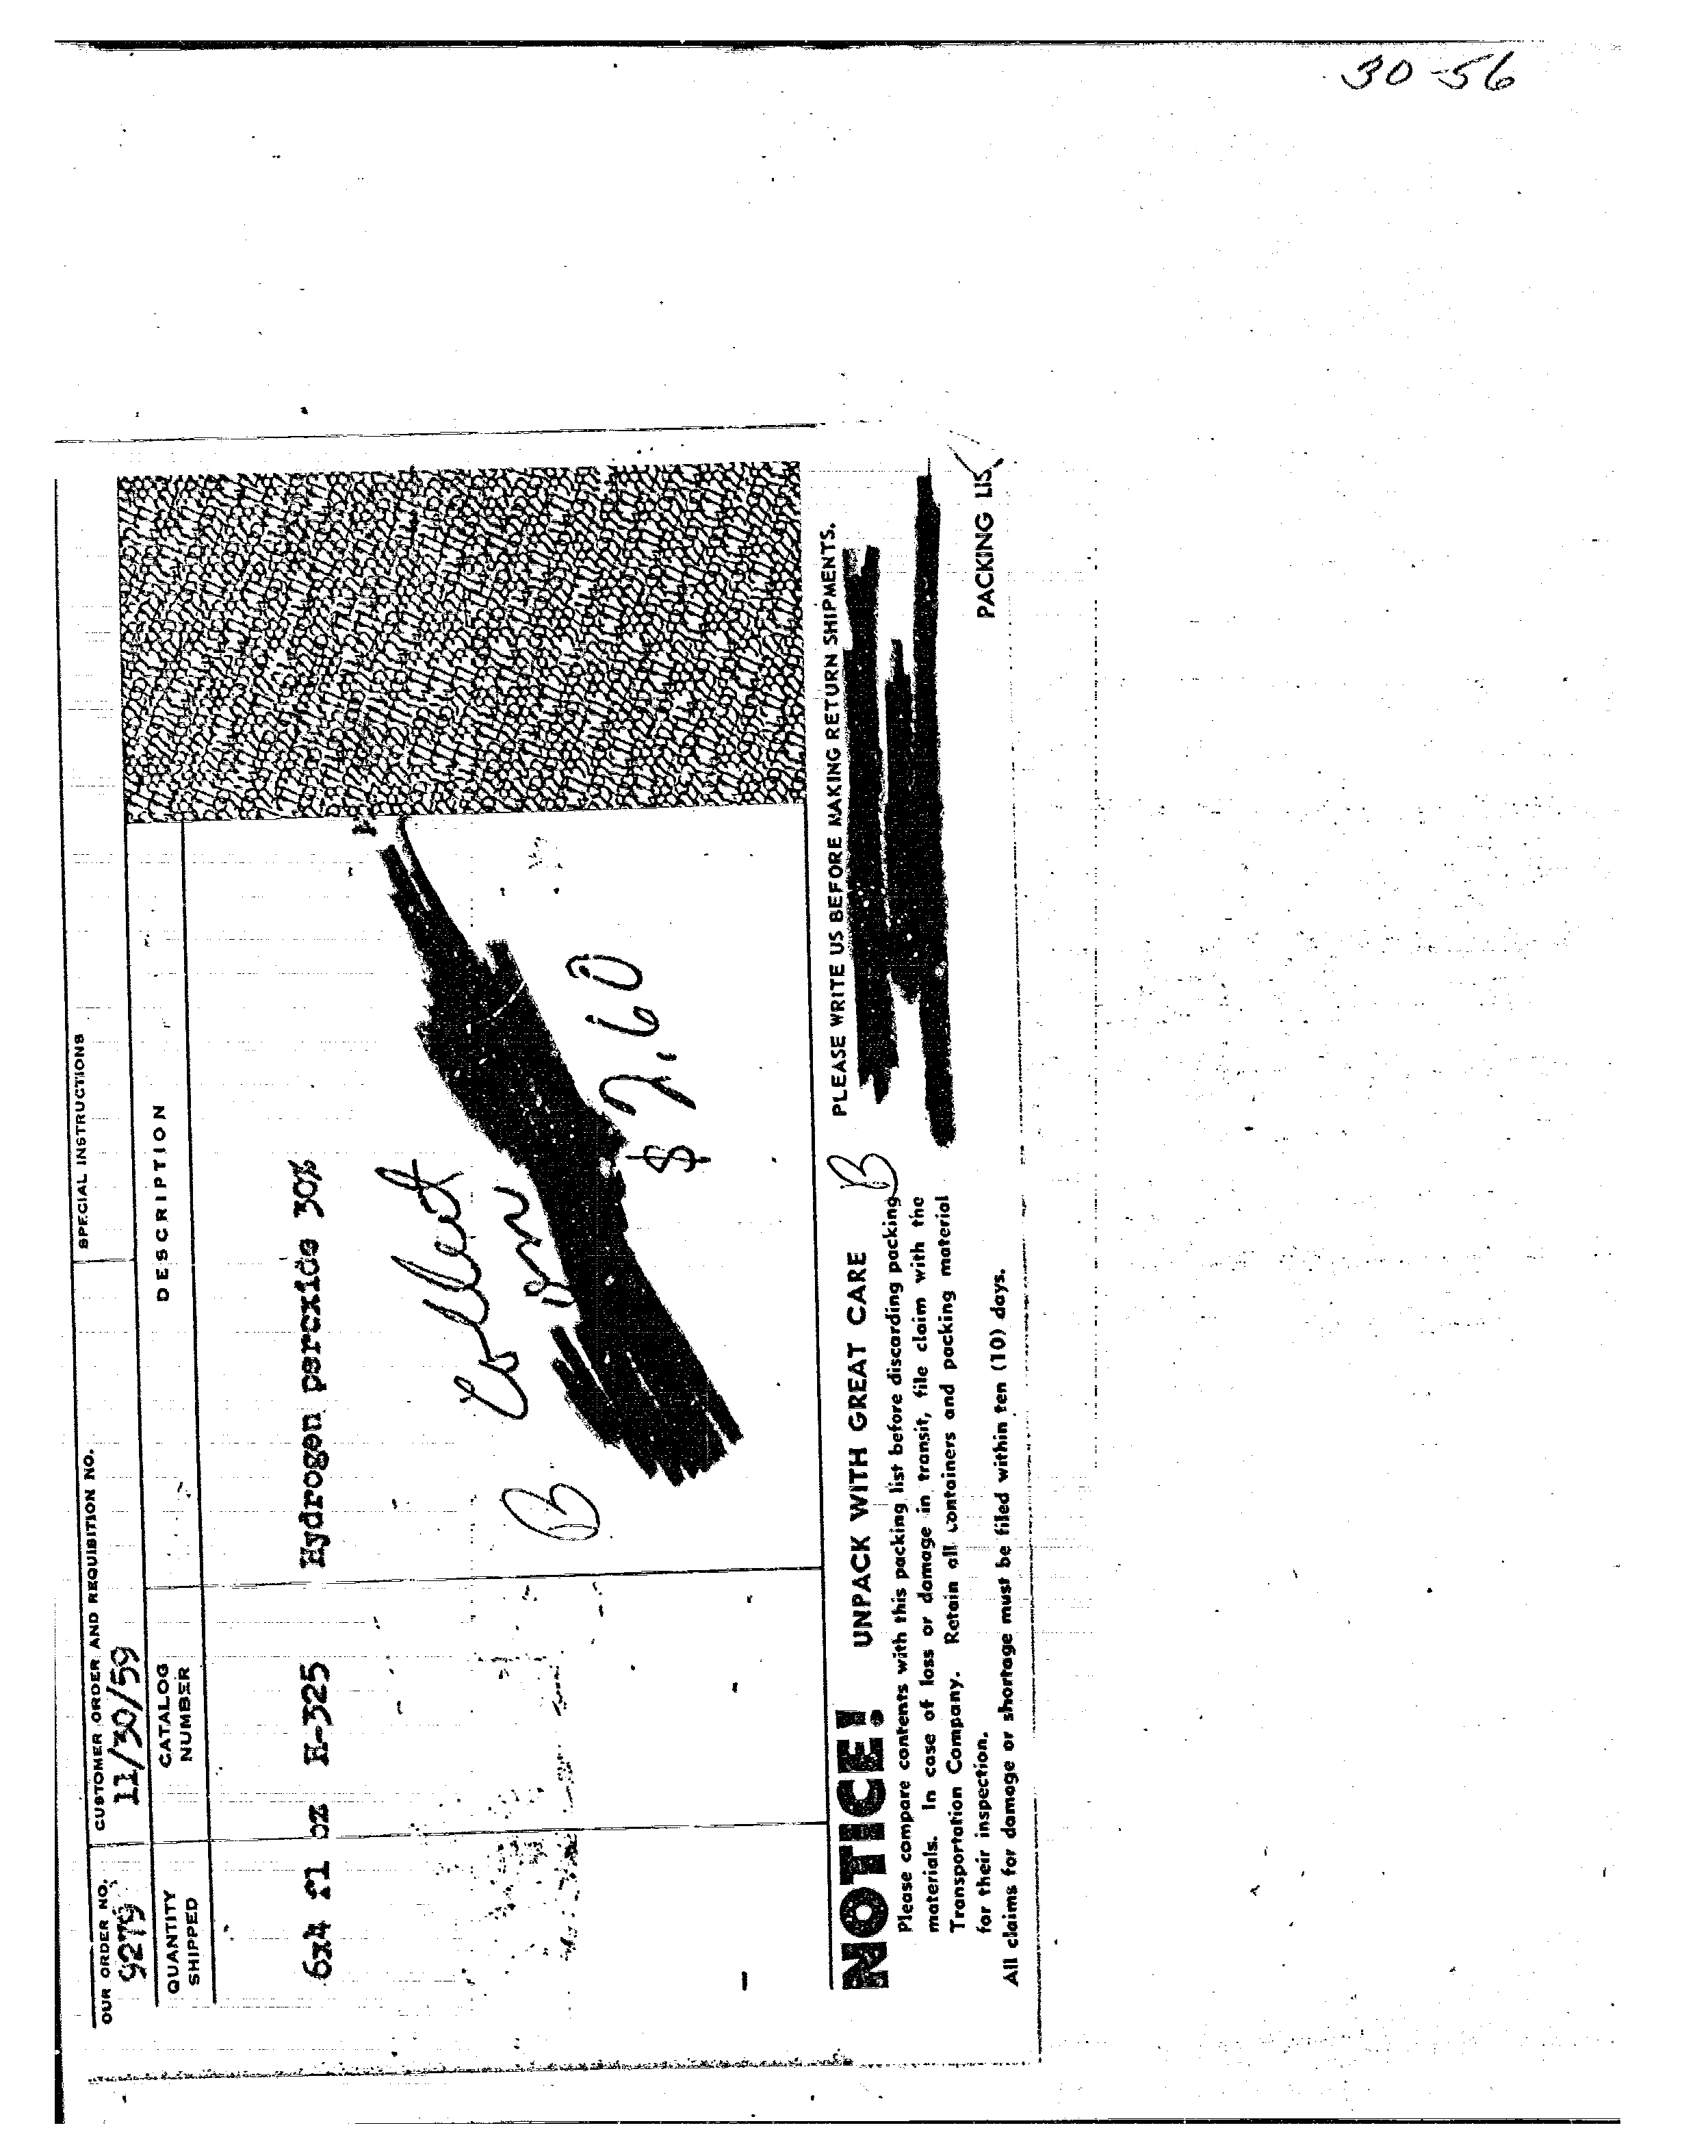 30-56
SPECIAL INSTRUCTIONS
OUR ORDER NO. CUSTOMER ORDER AND REQUISITION NO.
9279 11/30/59
QUANTITY SHIPPED CATALOG NUMBER DESCRIPTION
6x4 fl oz H-325 Hydrogen peroxide 30%
Collect
B
$ 2.60
NOTICE! UNPACK WITH GREAT CARE B PLEASE WRITE US BEFORE MAKING RETURN SHIPMENTS.
Please compare contents with this packing list before discarding packing
materials. In case of loss or damage in transit, file claim with the
Transportation Company. Retain all containers and packing material
for their inspection.
All claims for damage or shortage must be filed within ten (10) days.
PACKING LIS